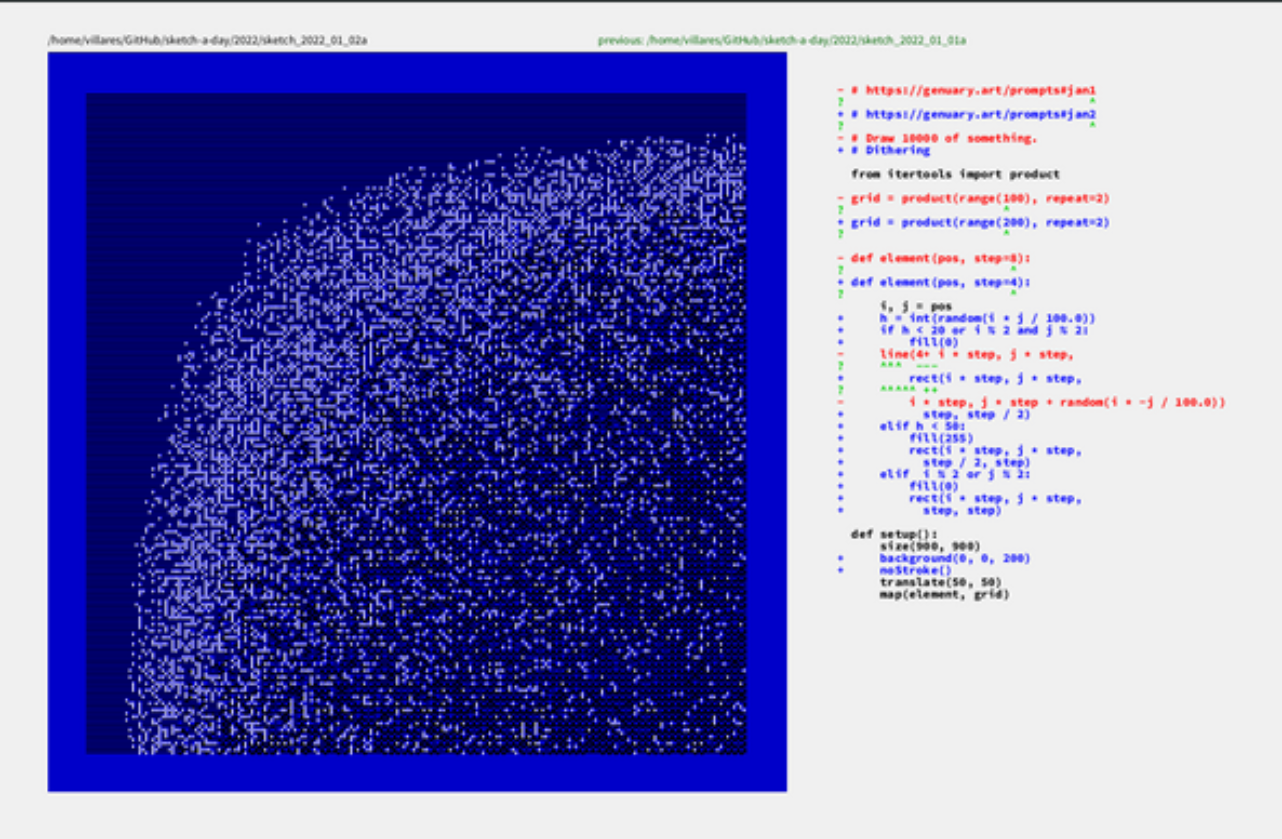 /home/villares/GitHub/sketch-a-day/2022/sketch_2022_01_02a
previous: /home/villares/GitHub/sketch-a-day/2022/sketch_2022_01_01a
- # https://genuary.art/prompts#jan1
?                                  ^
+ # https://genuary.art/prompts#jan2
?                                  ^
- # Draw 10000 of something.
+ # Dithering
from itertools import product
- grid = product(range(100), repeat=2)
?                      ^
+ grid = product(range(200), repeat=2)
?                      ^
- def element(pos, step=8):
?                       ^
+ def element(pos, step=4):
?                       ^
i, j = pos
+     h = int(random(i * j / 100.0))
+     if h < 20 or i % 2 and j % 2:
+         fill(0)
-     line(4+ i * step, j * step,
?     ^^^  ---
+         rect(i * step, j * step,
?     ^^^^^ ++
-         i * step, j * step + random(i * -j / 100.0))
+           step, step / 2)
+     elif h < 50:
+         fill(255)
+         rect(i * step, j * step,
+           step / 2, step)
+     elif  i % 2 or j % 2:
+         fill(0)
+         rect(i * step, j * step,
+           step, step)
def setup():
size(900, 900)
+     background(0, 0, 200)
+     noStroke()
translate(50, 50)
map(element, grid)